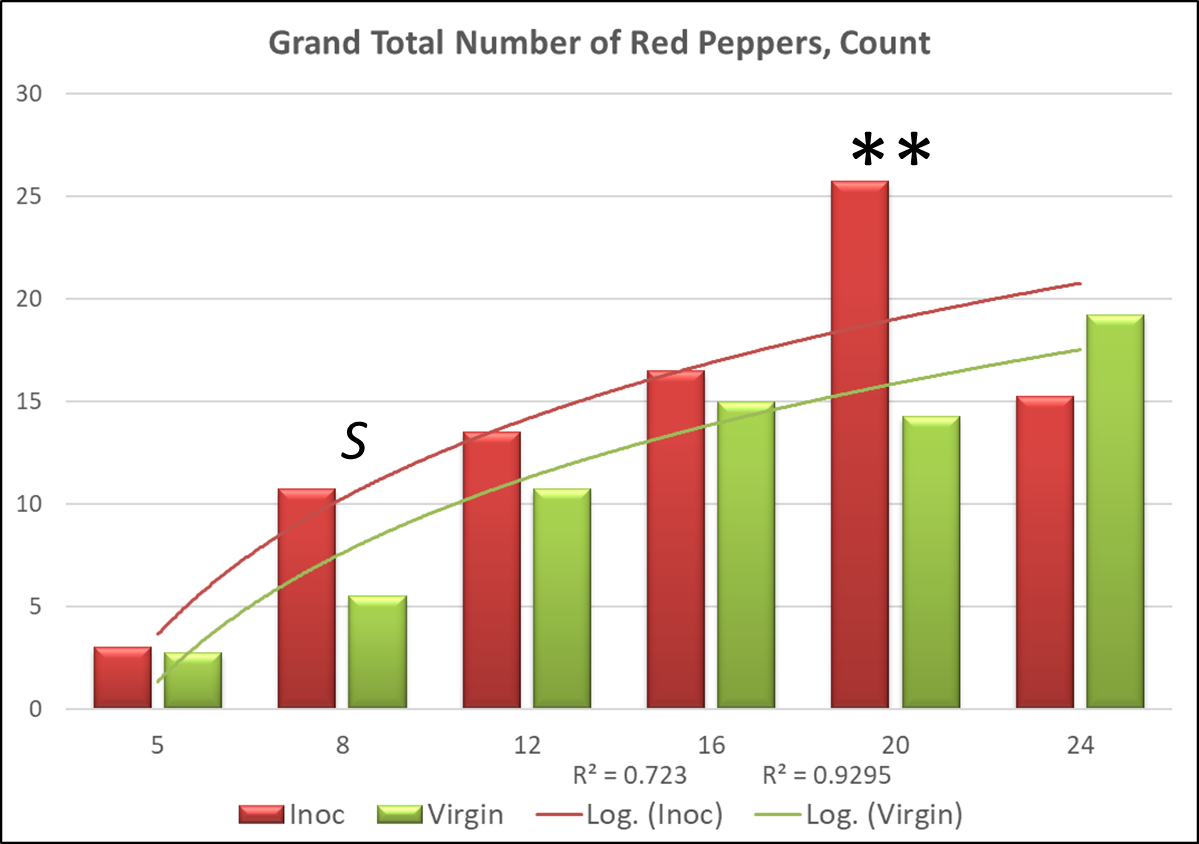 Grand Total Number of Red Peppers, Count
30
**
25
20
15
S
10
5
0
5 8 12 16 20 24
R² = 0.723 R² = 0.9295
Inoc Virgin Log. (Inoc) Log. (Virgin)